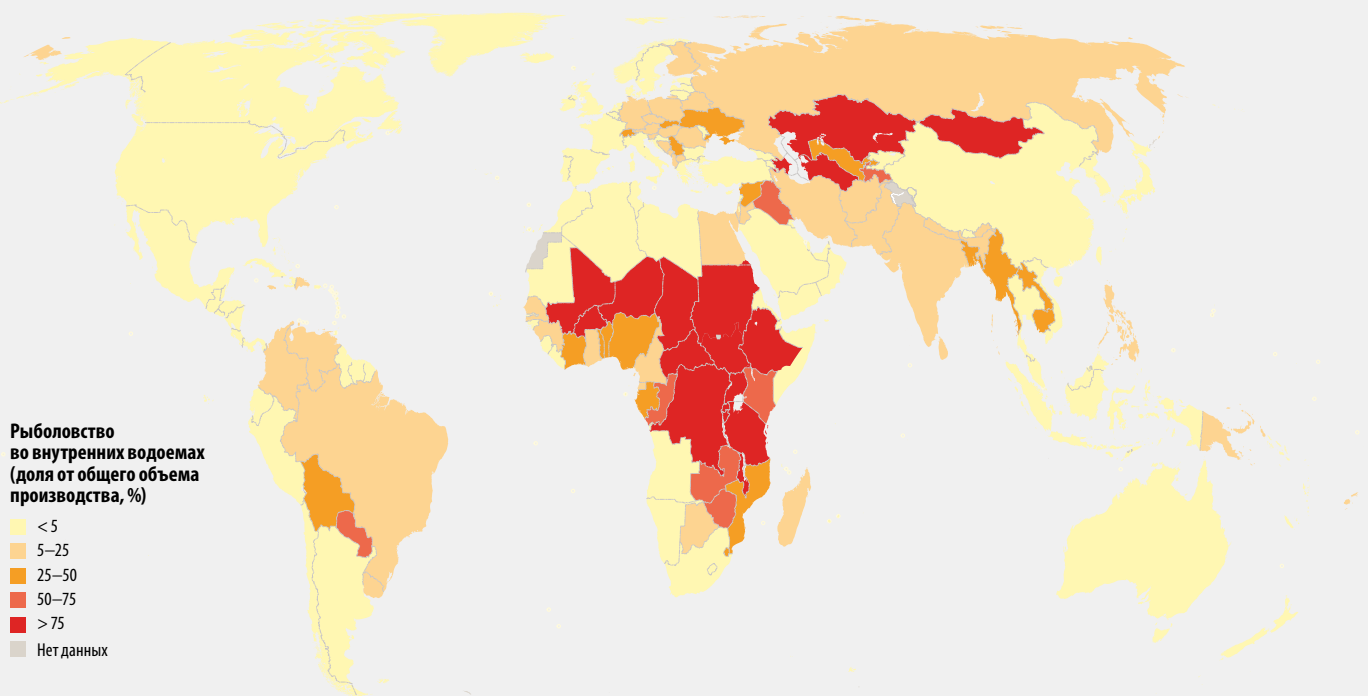 Рыболовство
во внутренних водоемах
(доля от общего объема
производства, %)
< 5
5–25
25–50
50–75
> 75
Нет данных